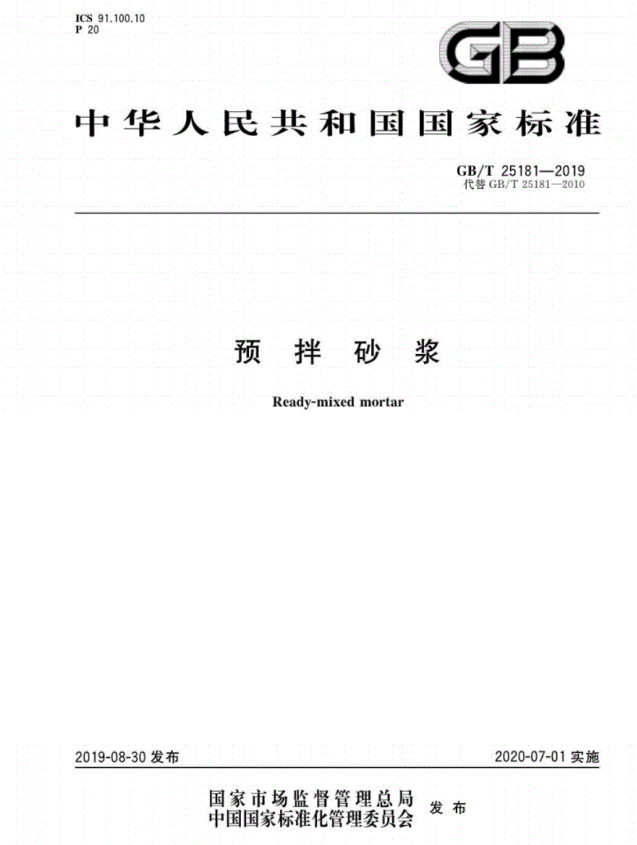 ICS 91.100.10
P 20
GB
中华人民共和国国家标准
GB/T 25181—2019
代替 GB/T 25181—2010
预拌砂浆
Ready-mixed mortar
2019-08-30 发布
2020-07-01 实施
国家市场监督管理总局
中国国家标准化管理委员会
发布